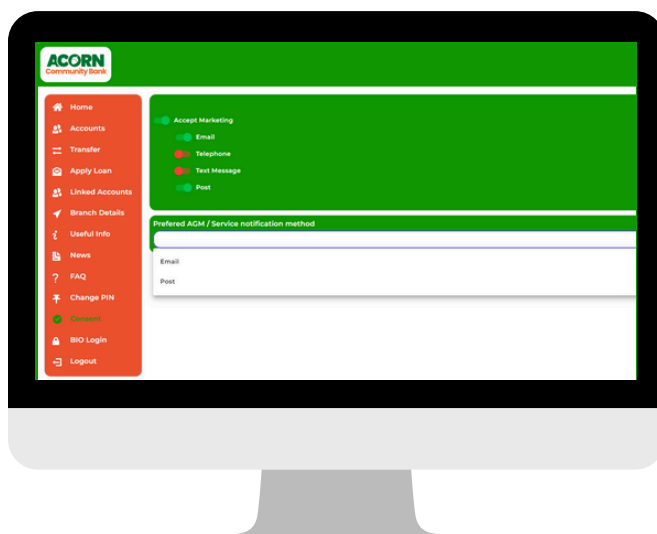 ACORN
Community Bank
Home
Accounts
Transfer
Apply Loan
Linked Accounts
Branch Details
Useful Info
News
FAQ
Change PIN
Consent
BIO Login
Logout
Accept Marketing
Email
Telephone
Text Message
Post
Prefered AGM / Service notification method
Email
Post